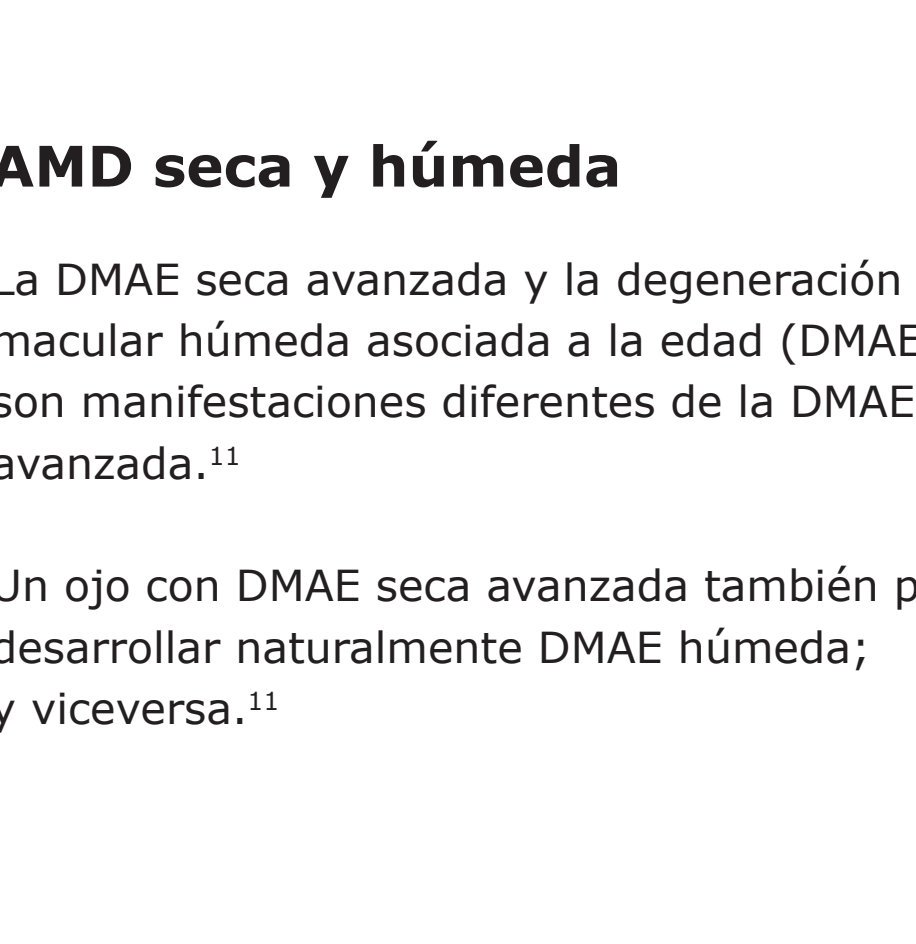 AMD seca y húmeda
La DMAE seca avanzada y la degeneración
macular húmeda asociada a la edad (DMAE
son manifestaciones diferentes de la DMAE
avanzada.¹¹
Un ojo con DMAE seca avanzada también p
desarrollar naturalmente DMAE húmeda;
y viceversa.¹¹